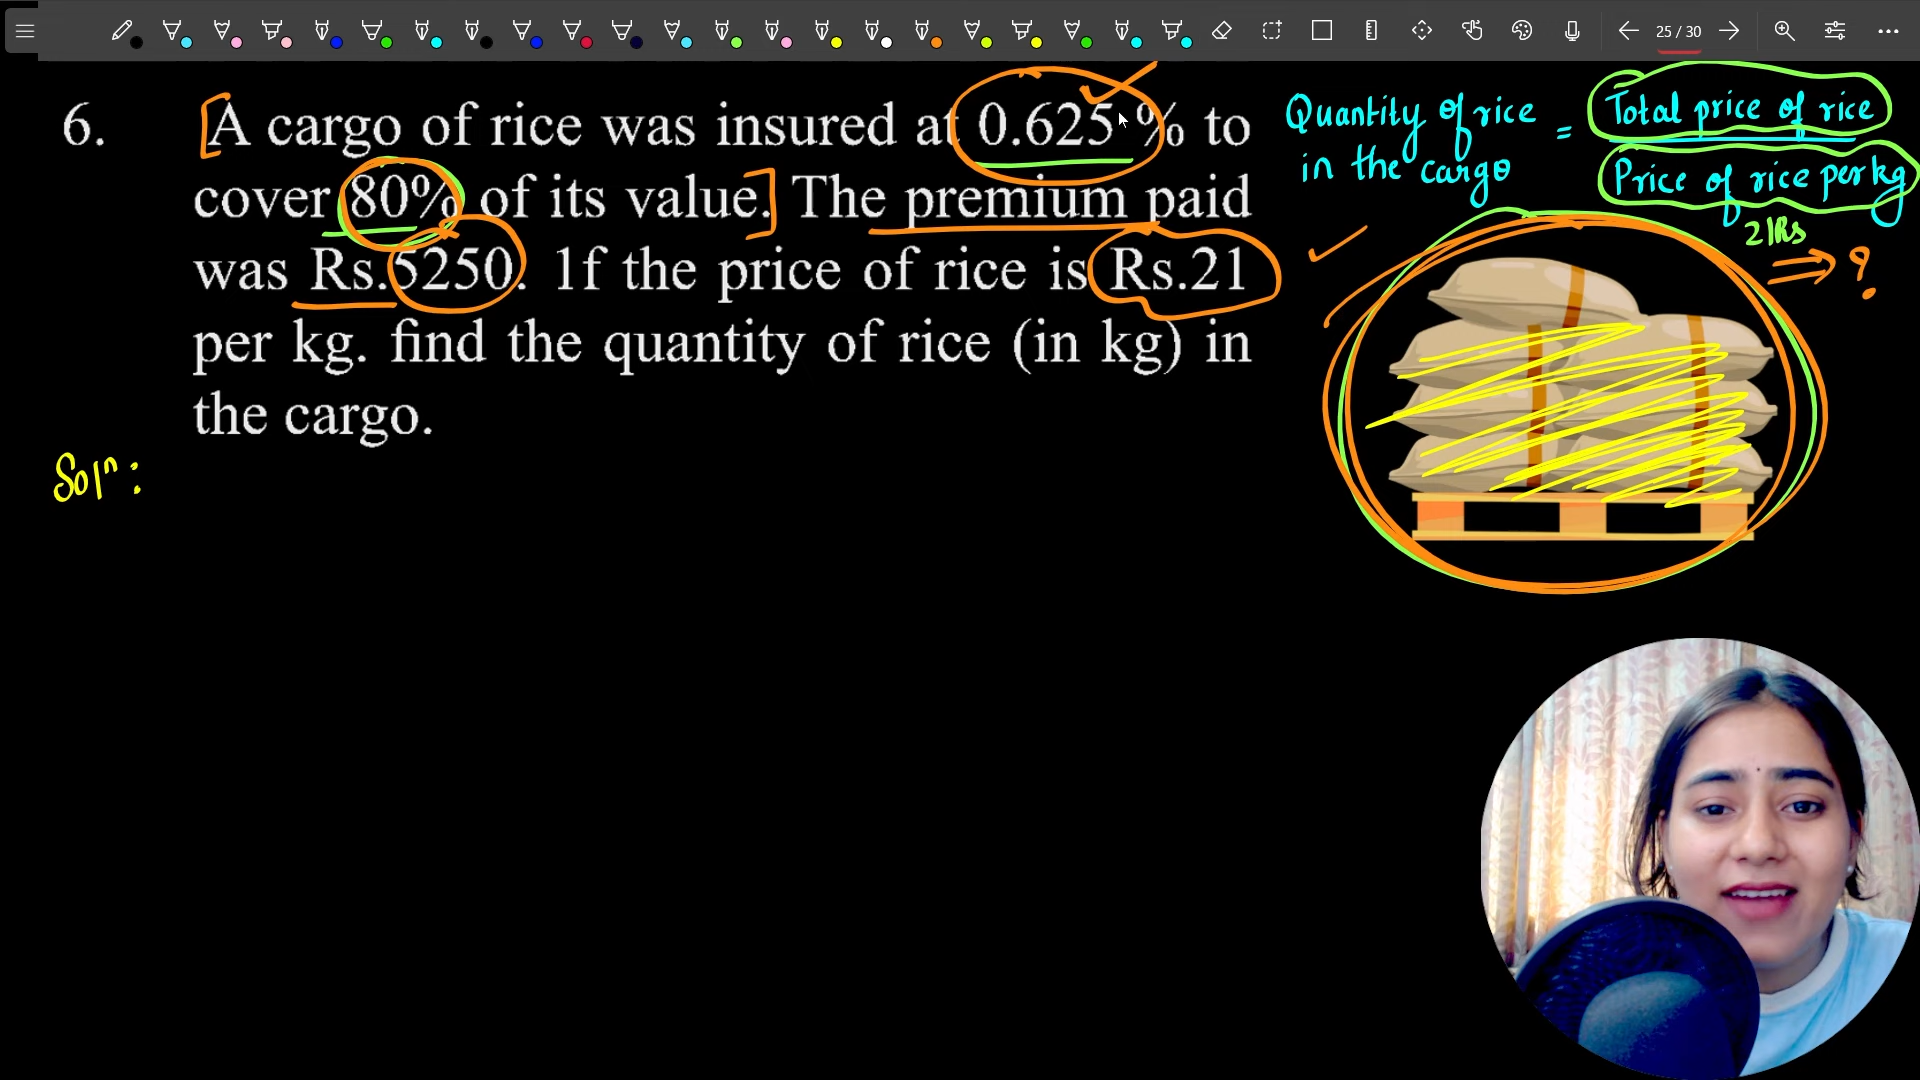 25 / 30
6. A cargo of rice was insured at 0.625 % to
cover 80% of its value. The premium paid
was Rs.5250. 1f the price of rice is Rs.21
per kg. find the quantity of rice (in kg) in
the cargo.
Quantity of rice in the cargo = Total price of rice
Price of rice per kg
21Rs
?
Solⁿ: